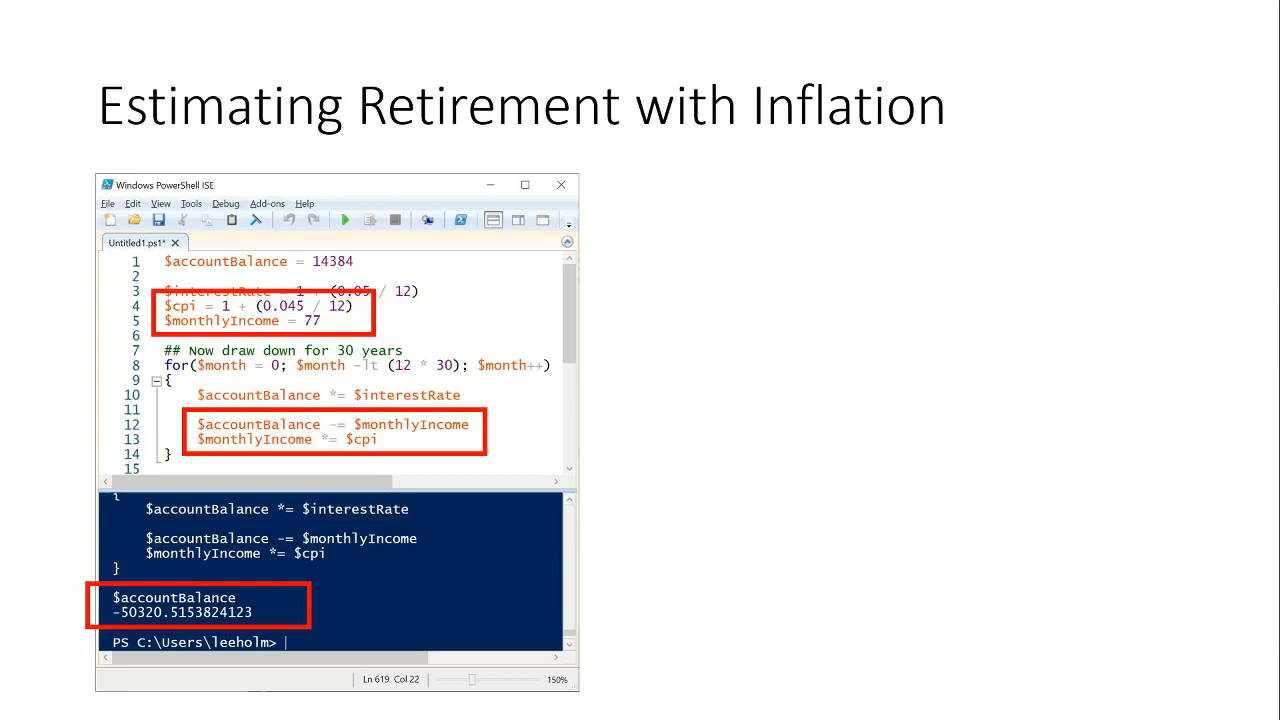 Estimating Retirement with Inflation
Windows PowerShell ISE
File Edit View Tools Debug Add-ons Help
Untitled1.ps1*
1 $accountBalance = 14384
2
3 $interestRate = 1 + (0.05 / 12)
4 $cpi = 1 + (0.045 / 12)
5 $monthlyIncome = 77
6
7 ## Now draw down for 30 years
8 for($month = 0; $month -lt (12 * 30); $month++)
9 {
10 $accountBalance *= $interestRate
11
12 $accountBalance -= $monthlyIncome
13 $monthlyIncome *= $cpi
14 }
15
{
$accountBalance *= $interestRate
$accountBalance -= $monthlyIncome
$monthlyIncome *= $cpi
}
$accountBalance
-50320.5153824123
PS C:\Users\leeholm>
Ln 619 Col 22 150%